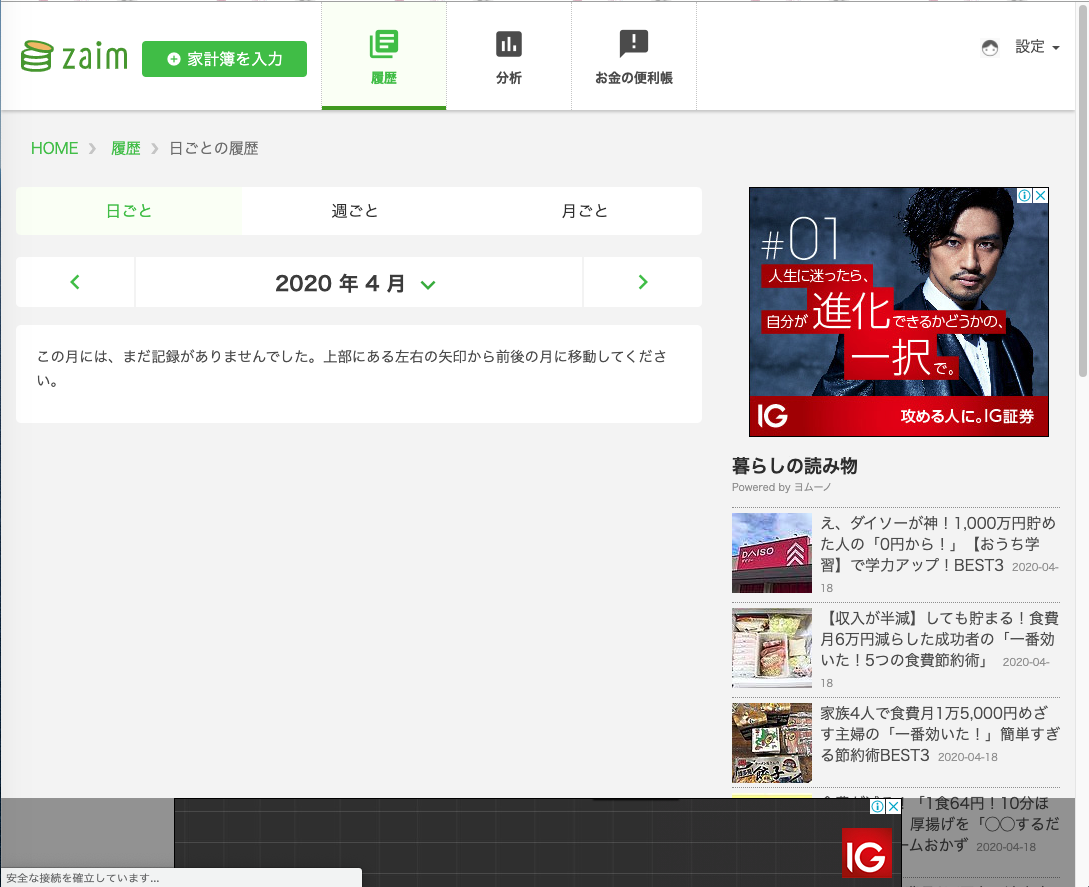 zaim
家計簿を入力
履歴
分析
お金の便利帳
設定
HOME
履歴
日ごとの履歴
日ごと
週ごと
月ごと
2020 年 4 月
この月には、まだ記録がありませんでした。上部にある左右の矢印から前後の月に移動してくださ
い。
#01
人生に迷ったら、
自分が進化できるかどうかの、
一択で。
IG
攻める人に。IG証券
暮らしの読み物
Powered by ヨムーノ
DAISO
え、ダイソーが神！1,000万円貯め
た人の「0円から！」【おうち学
習】で学力アップ！BEST3 2020-04-
18
【収入が半減】しても貯まる！食費
月6万円減らした成功者の「一番効
いた！5つの食費節約術」 2020-04-
18
家族4人で食費月1万5,000円めざ
す主婦の「一番効いた！」簡単すぎ
る節約術BEST3 2020-04-18
餃子
「1食64円！10分ほ
厚揚げを「◯◯するだ
ームおかず 2020-04-18
IG
安全な接続を確立しています...